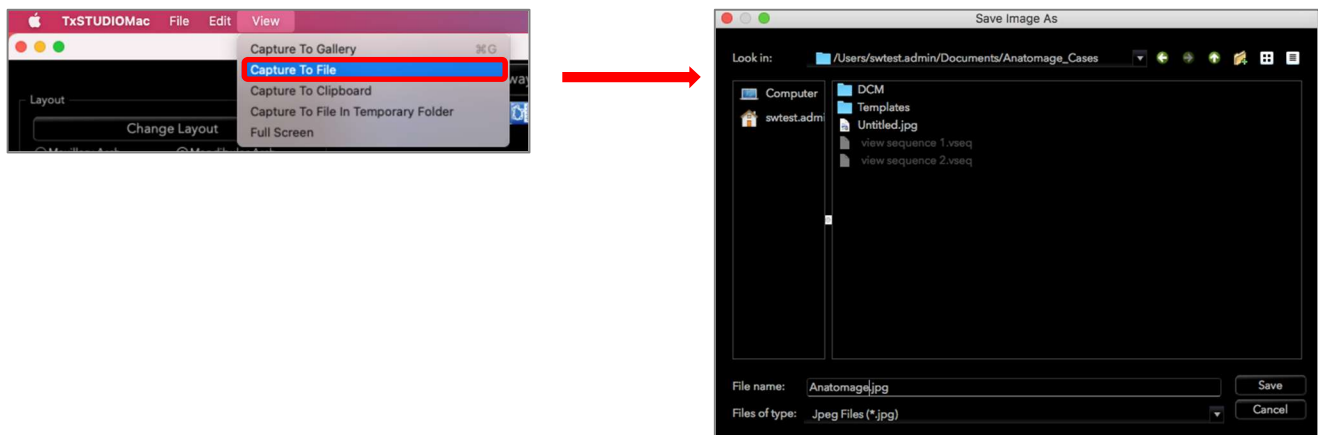 TxSTUDIOMac File Edit View
Capture To Gallery ⌘G
Capture To File
Capture To Clipboard
Capture To File In Temporary Folder
Full Screen
Layout
Change Layout
Save Image As
Look in: /Users/swtest.admin/Documents/Anatomage_Cases
Computer
swtest.admi
DCM
Templates
Untitled.jpg
view sequence 1.vseq
view sequence 2.vseq
File name: Anatomage.jpg
Save
Files of type: Jpeg Files (*.jpg)
Cancel